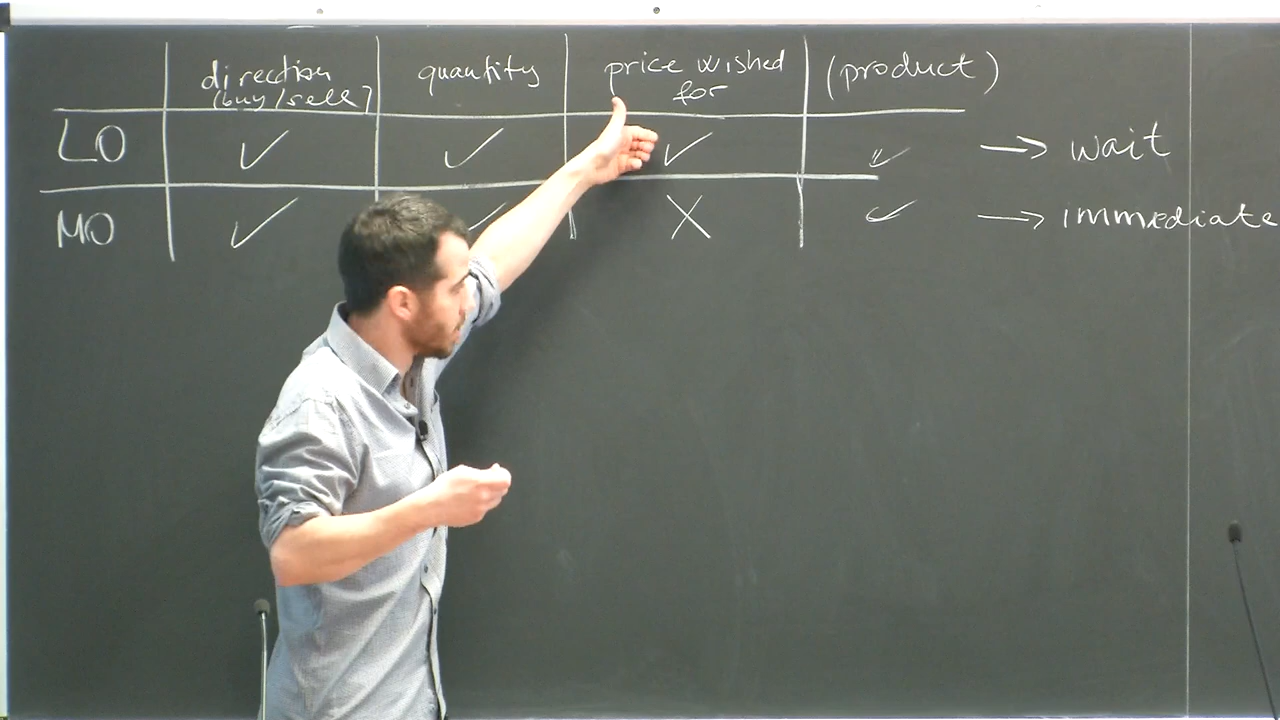 direction quantity price wished (product)
(buy/sell) for
LO ✓ ✓ ✓ ✓ → wait
MO ✓ ✓ X ✓ → immediate